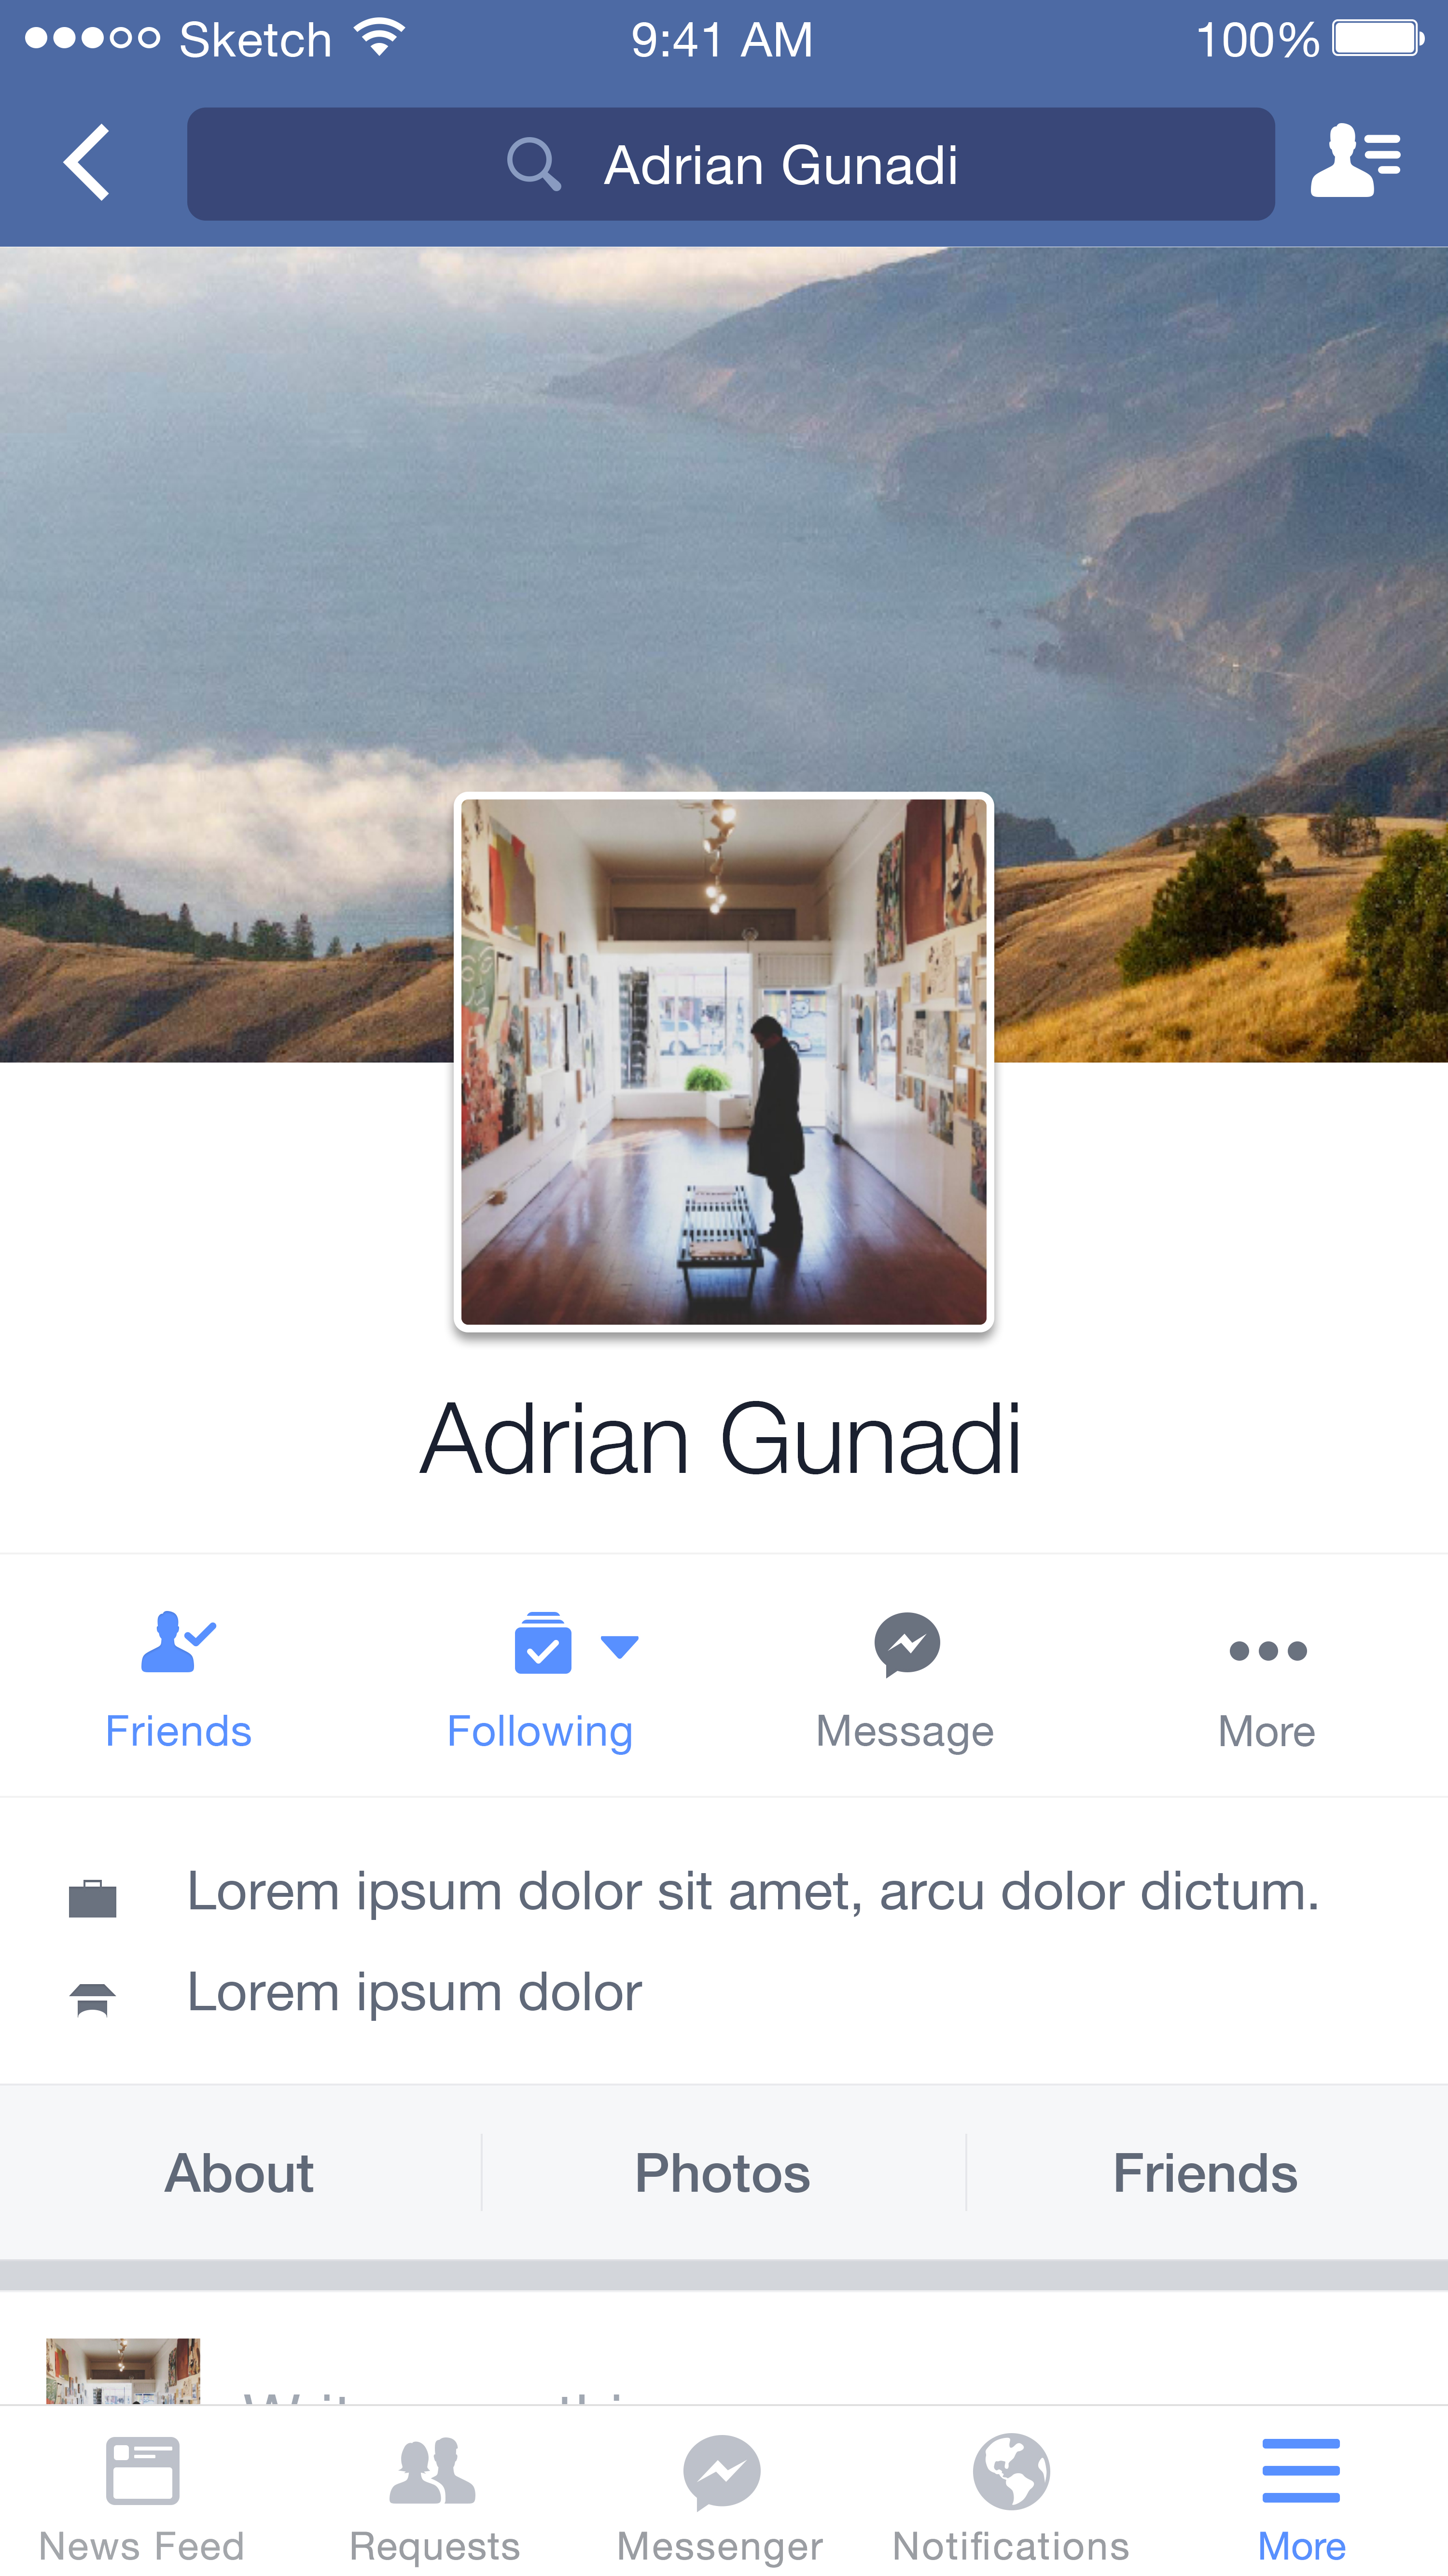 Sketch 9:41 AM 100%
Adrian Gunadi
Adrian Gunadi
Friends Following Message More
Lorem ipsum dolor sit amet, arcu dolor dictum.
Lorem ipsum dolor
About Photos Friends
News Feed Requests Messenger Notifications More